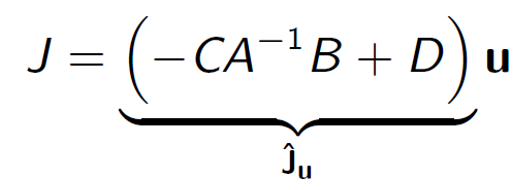 J = (−CA⁻¹B + D) u
Ĵᵤ